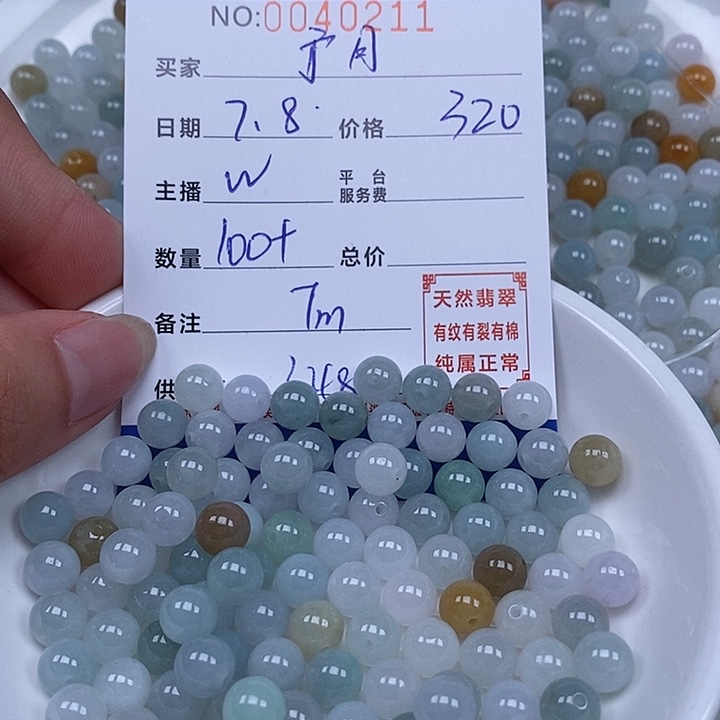 NO:0040211
买家 予月
日期 7.8. 价格 320
主播 W 平台服务费
数量 100+ 总价
备注 7m
天然翡翠
有纹有裂有棉
纯属正常
供